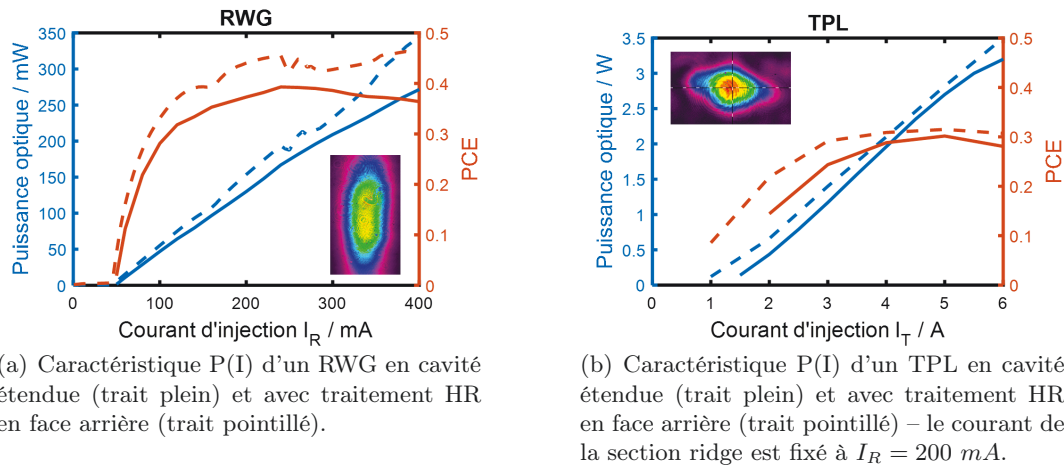 RWG
350
300
250
200
150
100
50
0
Puissance optique / mW
0
100
200
300
400
Courant d'injection I_R / mA
0.5
0.4
0.3
0.2
0.1
0
PCE
(a) Caractéristique P(I) d'un RWG en cavité
étendue (trait plein) et avec traitement HR
en face arrière (trait pointillé).
TPL
3.5
3
2.5
2
1.5
1
0.5
0
Puissance optique / W
0
1
2
3
4
5
6
Courant d'injection I_T / A
0.5
0.4
0.3
0.2
0.1
0
PCE
(b) Caractéristique P(I) d'un TPL en cavité
étendue (trait plein) et avec traitement HR
en face arrière (trait pointillé) – le courant de
la section ridge est fixé à I_R = 200 mA.